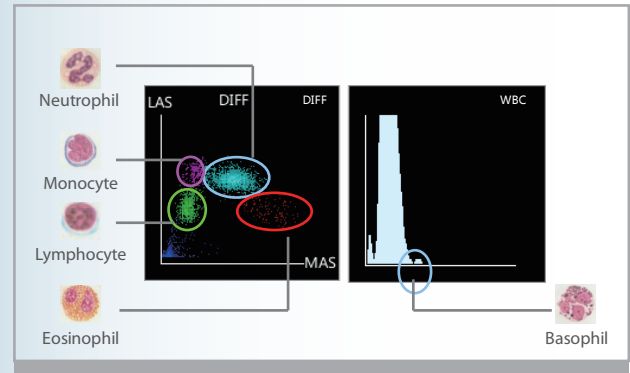 Neutrophil
Monocyte
Lymphocyte
Eosinophil
LAS
DIFF
DIFF
MAS
WBC
Basophil